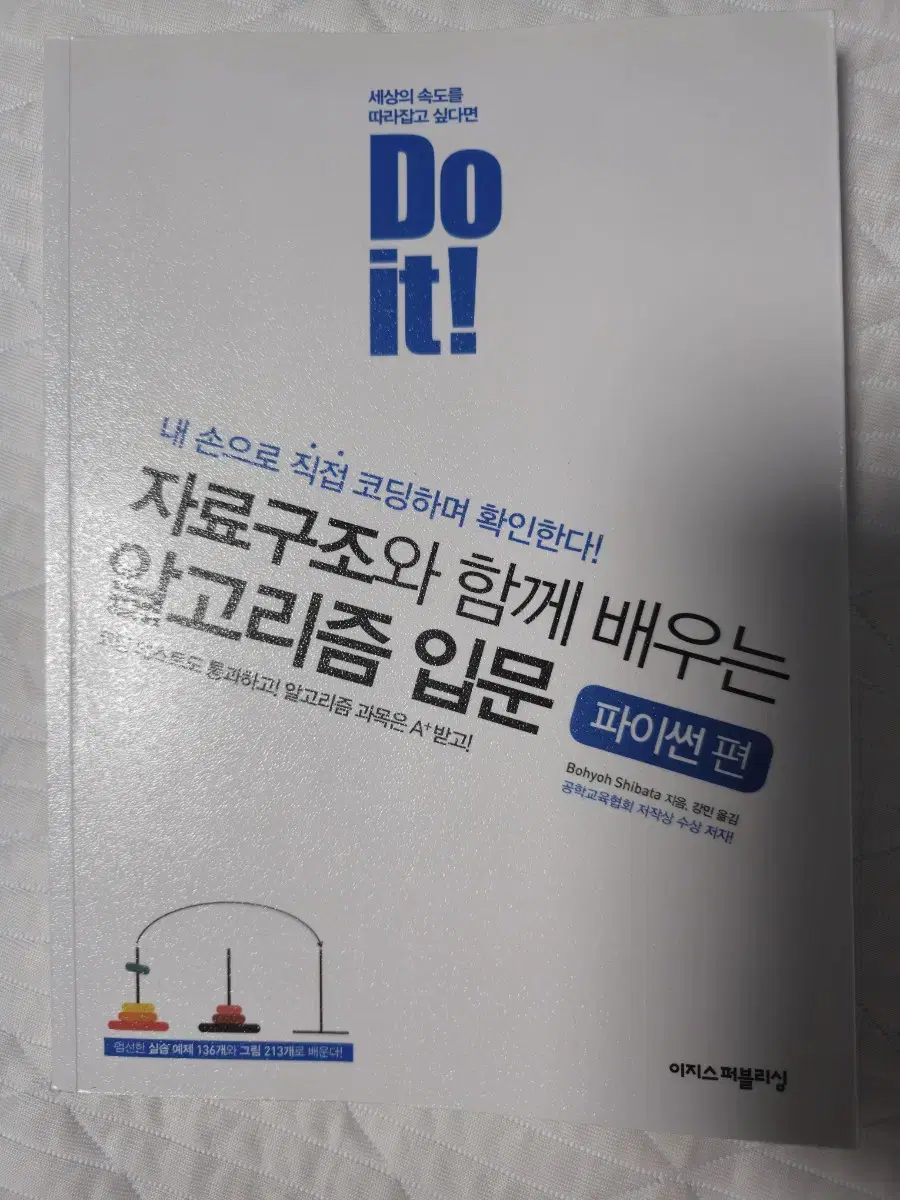 세상의 속도를
따라잡고 싶다면
Do
it!
내 손으로 직접 코딩하며 확인한다!
자료구조와 함께 배우는
알고리즘 입문
파이썬 편
테스트도 통과하고! 알고리즘 과목은 A+ 받고!
Bohyoh Shibata 지음, 강민 옮김
공학교육협회 저작상 수상 저자!
엄선한 실습 예제 136개와 그림 213개로 배운다!
이지스 퍼블리싱